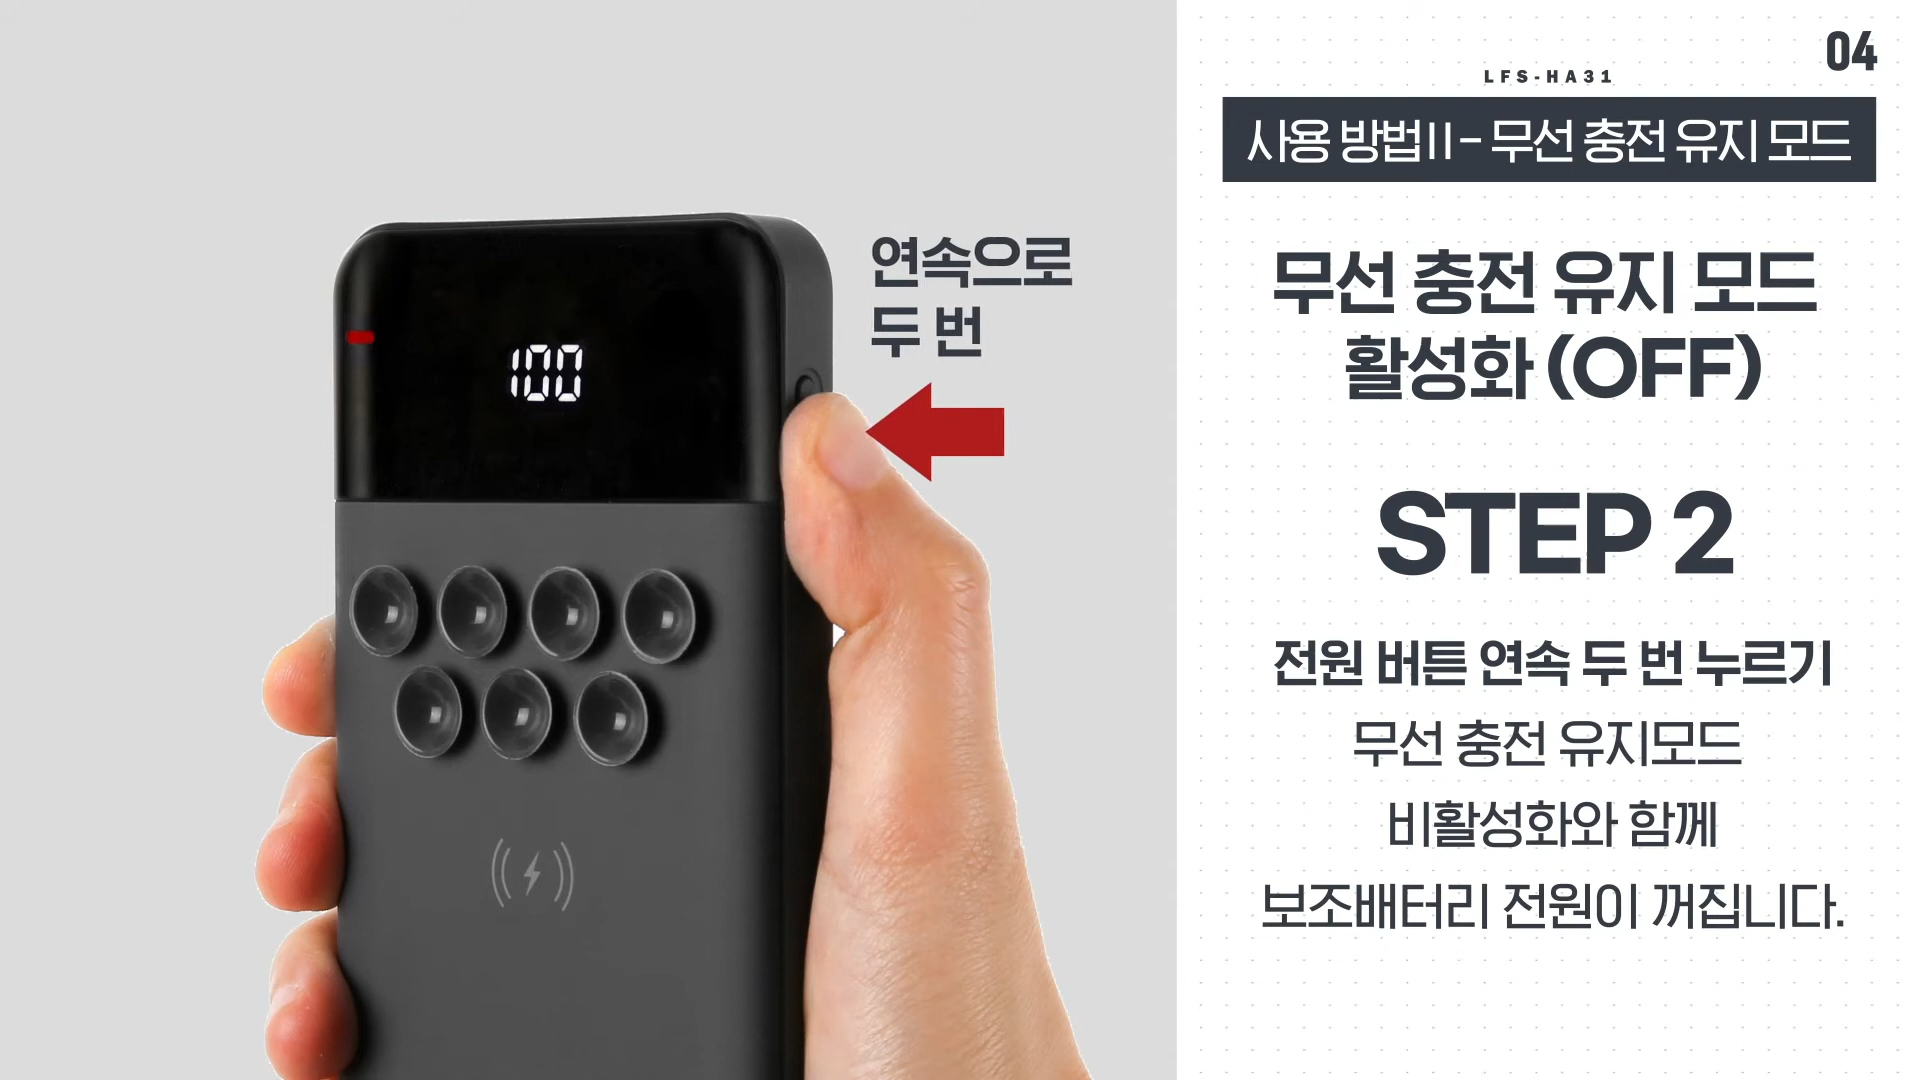 04
LFS-HA31
사용 방법II - 무선 충전 유지 모드
연속으로
두 번
100
무선 충전 유지 모드
활성화 (OFF)
STEP 2
전원 버튼 연속 두 번 누르기
무선 충전 유지모드
비활성화와 함께
보조배터리 전원이 꺼집니다.